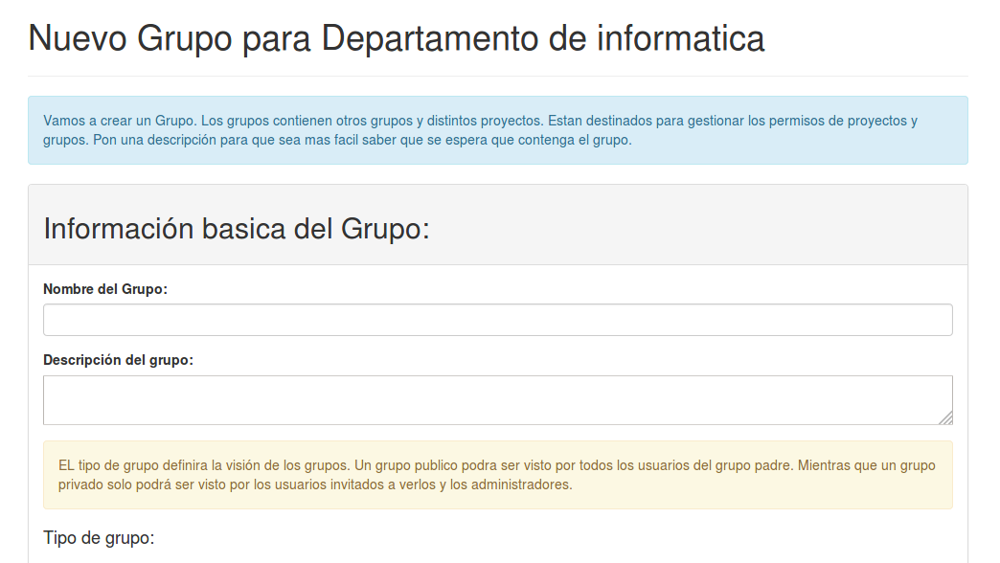 Nuevo Grupo para Departamento de informatica
Vamos a crear un Grupo. Los grupos contienen otros grupos y distintos proyectos. Estan destinados para gestionar los permisos de proyectos y
grupos. Pon una descripción para que sea mas facil saber que se espera que contenga el grupo.
Información basica del Grupo:
Nombre del Grupo:
Descripción del grupo:
EL tipo de grupo definira la visión de los grupos. Un grupo publico podra ser visto por todos los usuarios del grupo padre. Mientras que un grupo
privado solo podrá ser visto por los usuarios invitados a verlos y los administradores.
Tipo de grupo: